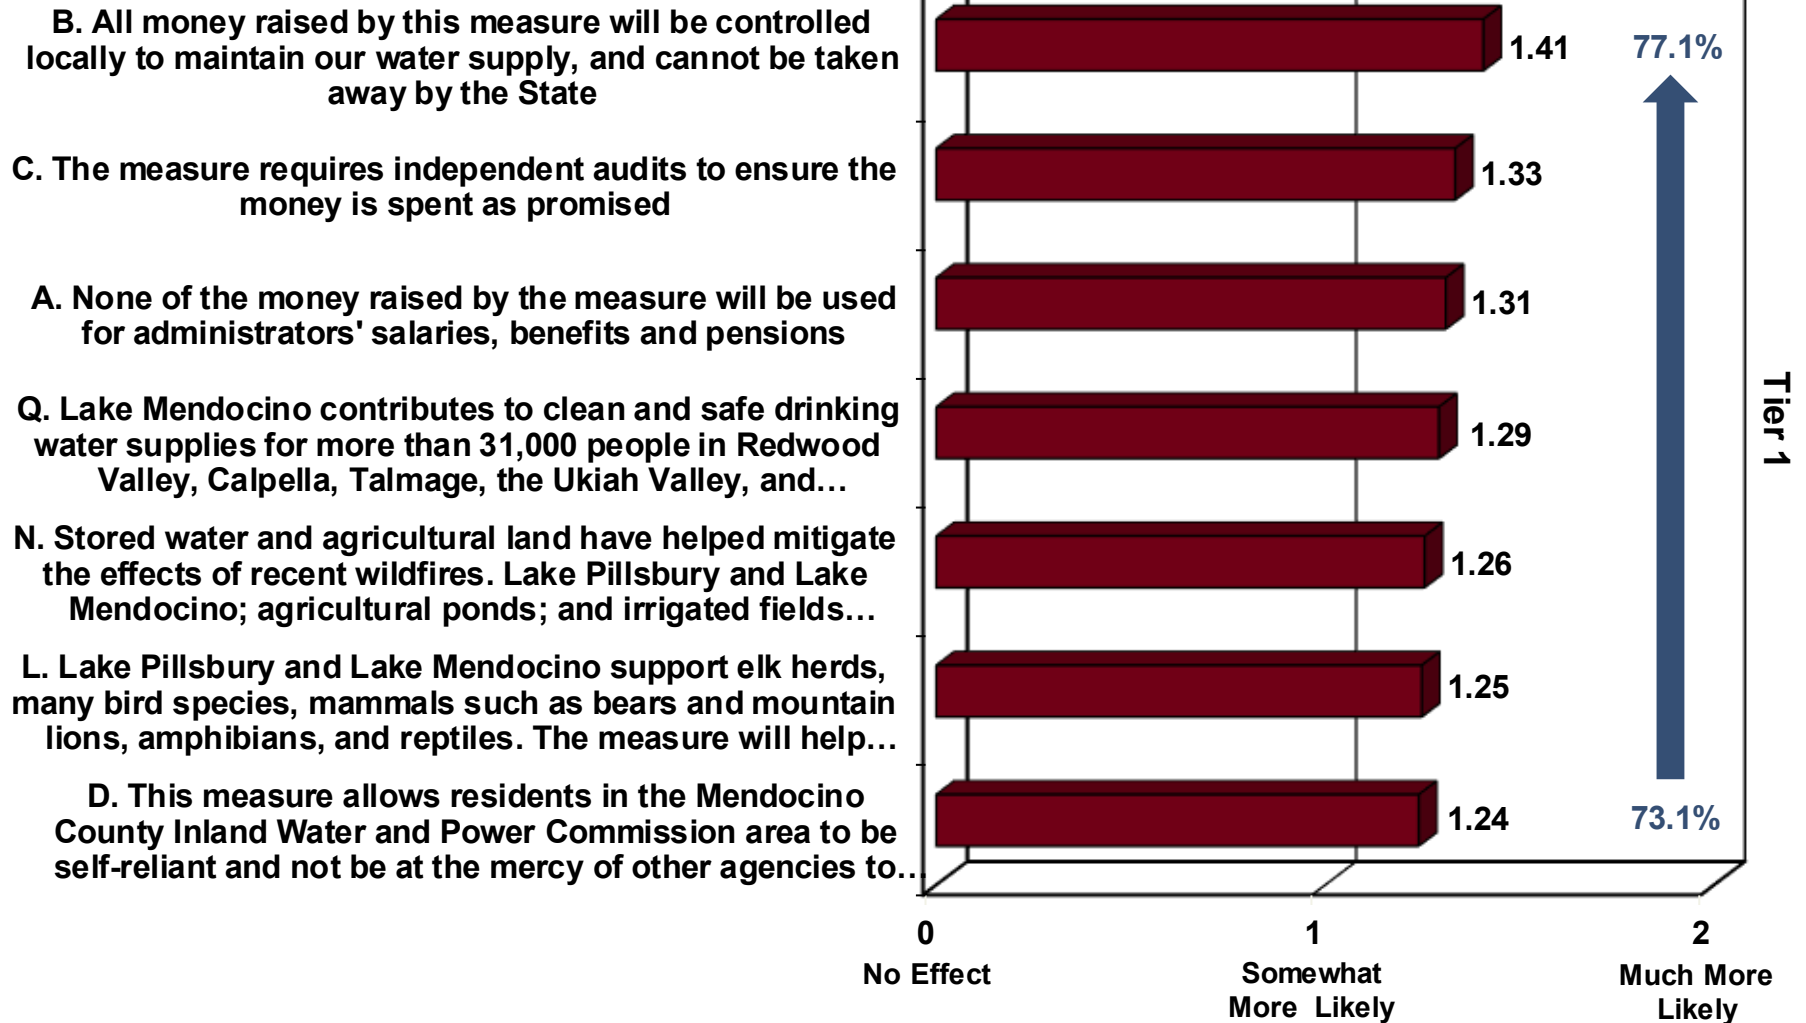 B. All money raised by this measure will be controlled
locally to maintain our water supply, and cannot be taken
away by the State
1.41
77.1%
C. The measure requires independent audits to ensure the
money is spent as promised
1.33
A. None of the money raised by the measure will be used
for administrators' salaries, benefits and pensions
1.31
Q. Lake Mendocino contributes to clean and safe drinking
water supplies for more than 31,000 people in Redwood
Valley, Calpella, Talmage, the Ukiah Valley, and…
1.29
Tier 1
N. Stored water and agricultural land have helped mitigate
the effects of recent wildfires. Lake Pillsbury and Lake
Mendocino; agricultural ponds; and irrigated fields…
1.26
L. Lake Pillsbury and Lake Mendocino support elk herds,
many bird species, mammals such as bears and mountain
lions, amphibians, and reptiles. The measure will help…
1.25
D. This measure allows residents in the Mendocino
County Inland Water and Power Commission area to be
self-reliant and not be at the mercy of other agencies to…
1.24
73.1%
0
1
2
No Effect
Somewhat
More Likely
Much More
Likely